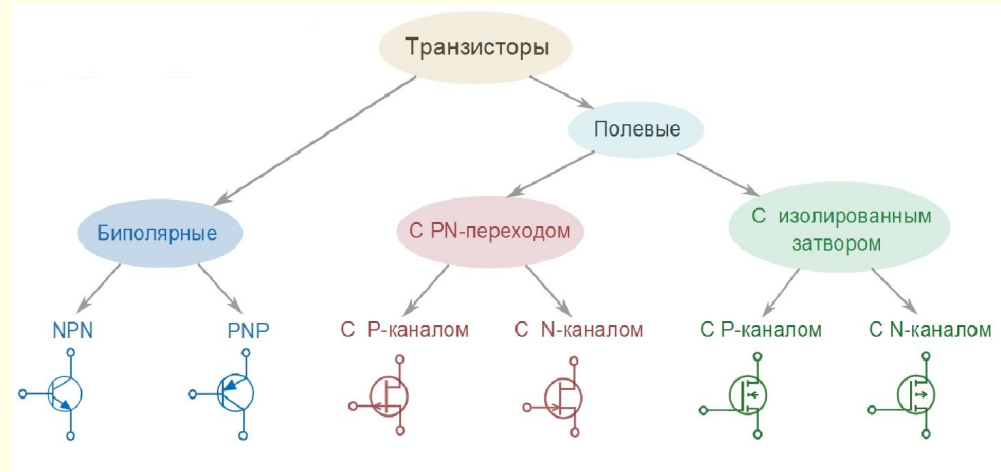 Транзисторы
Полевые
Биполярные
С PN-переходом
С изолированным
затвором
NPN
PNP
С P-каналом
С N-каналом
С P-каналом
С N-каналом